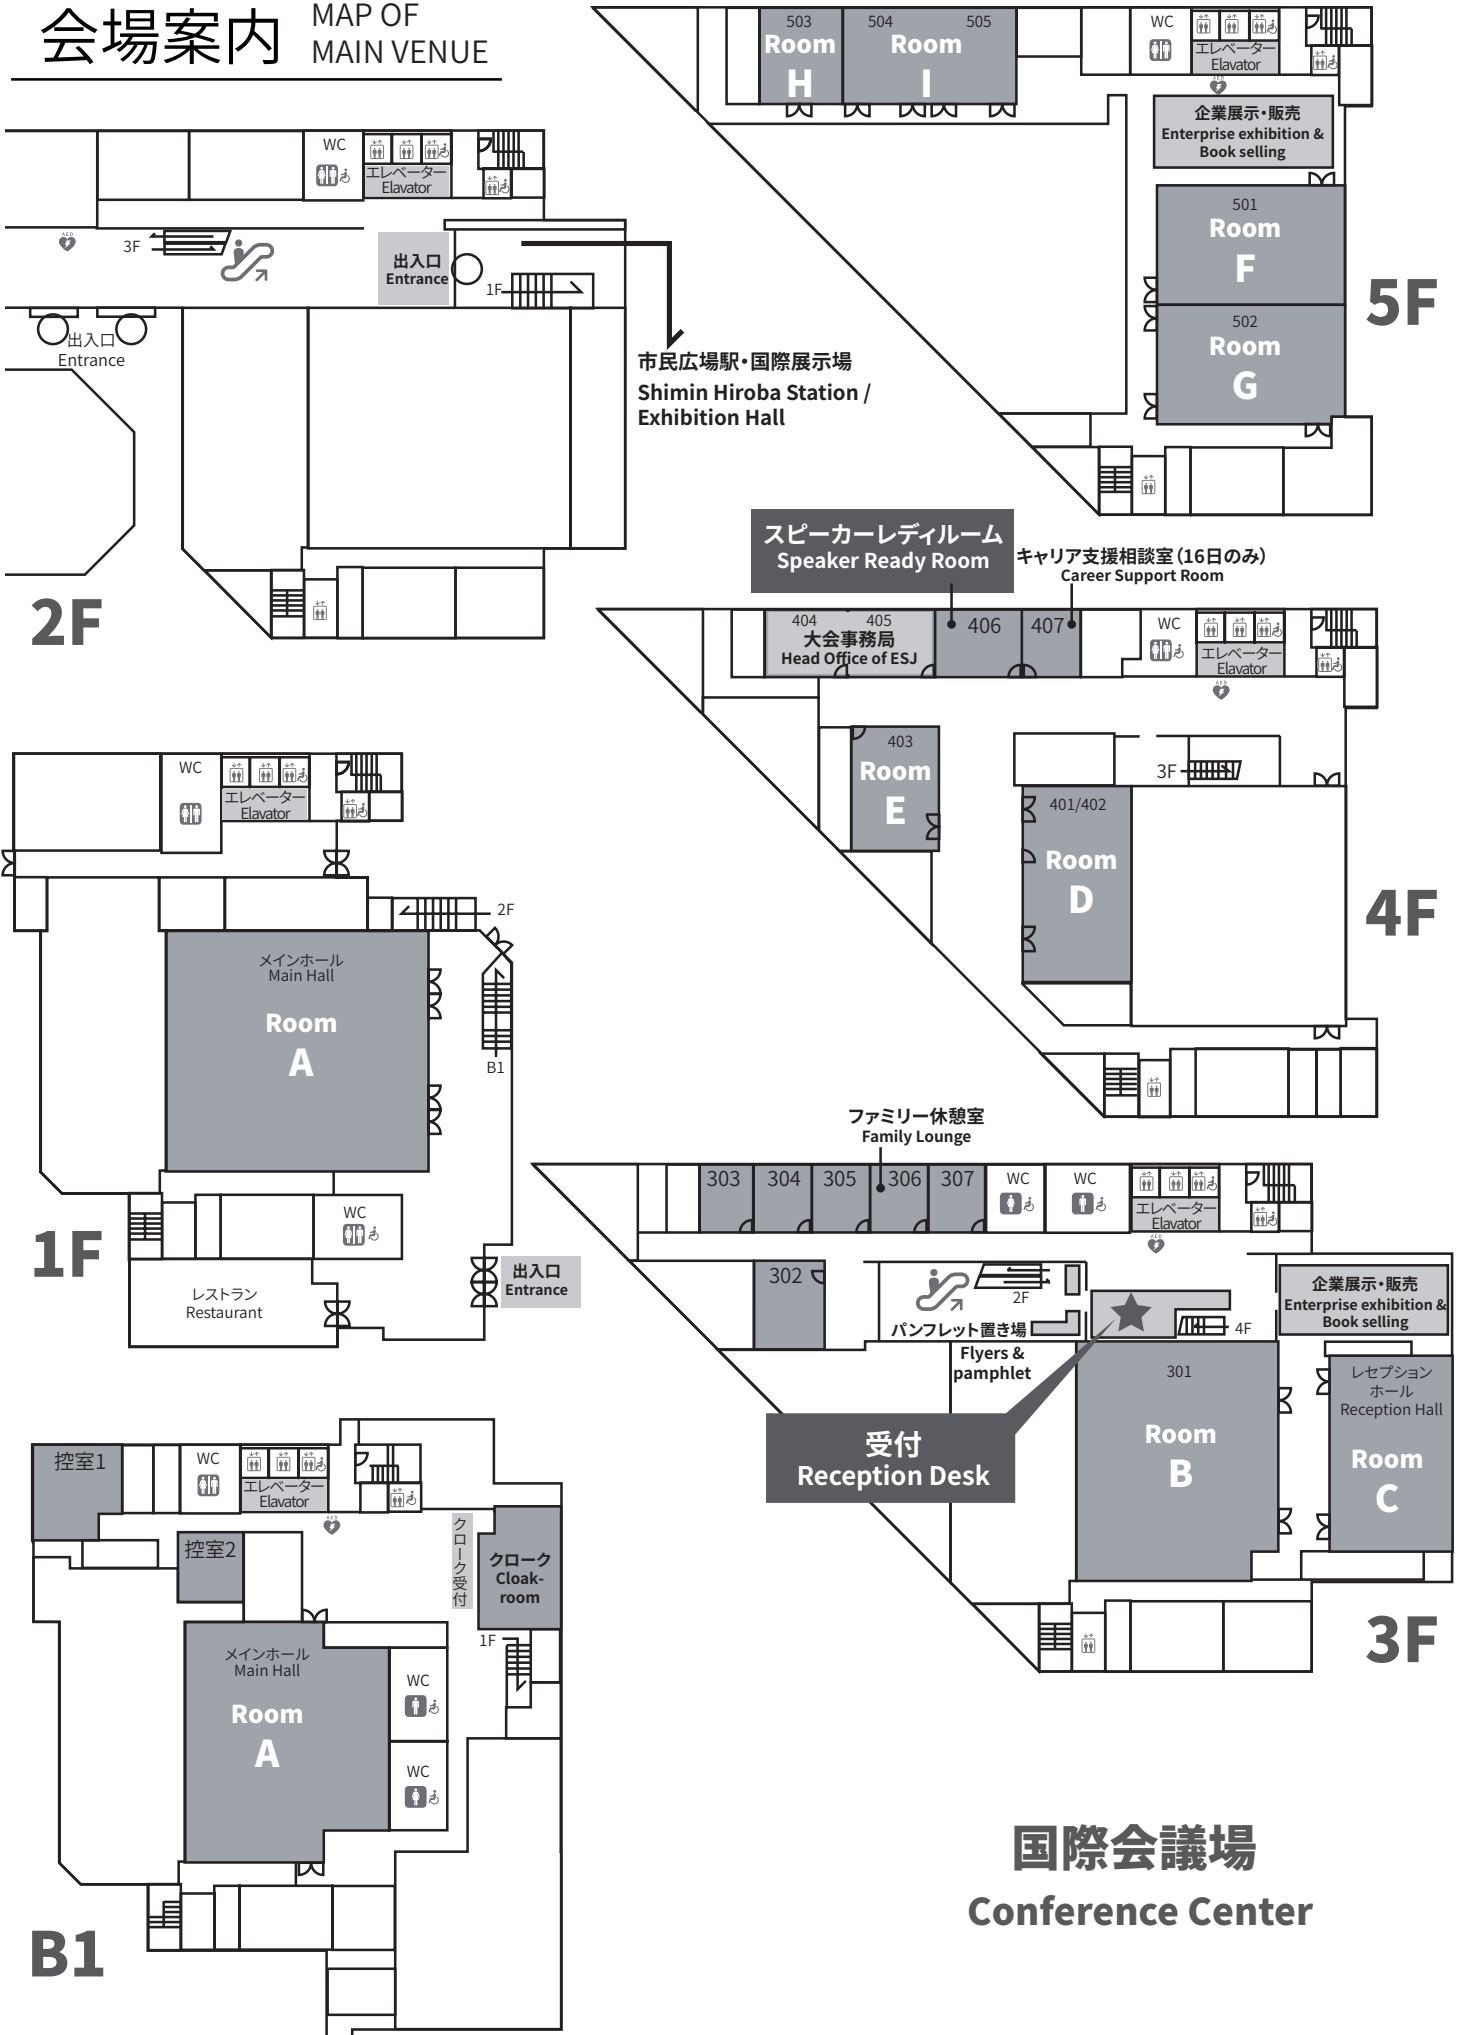 会場案内
MAP OF
MAIN VENUE
WC
エレベーター
Elavator
AED
3F
出入口
Entrance
1F
出入口
Entrance
市民広場駅・国際展示場
Shimin Hiroba Station /
Exhibition Hall
2F
503
Room
H
504
505
Room
I
WC
エレベーター
Elavator
AED
企業展示・販売
Enterprise exhibition &
Book selling
501
Room
F
502
Room
G
5F
スピーカーレディルーム
Speaker Ready Room
キャリア支援相談室（16日のみ）
Career Support Room
404
405
大会事務局
Head Office of ESJ
406
407
WC
エレベーター
Elavator
AED
403
Room
E
3F
401/402
Room
D
4F
WC
エレベーター
Elavator
2F
メインホール
Main Hall
Room
A
B1
WC
レストラン
Restaurant
出入口
Entrance
1F
ファミリー休憩室
Family Lounge
303
304
305
306
307
WC
WC
エレベーター
Elavator
AED
302
2F
パンフレット置き場
Flyers &
pamphlet
4F
企業展示・販売
Enterprise exhibition &
Book selling
受付
Reception Desk
301
Room
B
レセプション
ホール
Reception Hall
Room
C
3F
控室1
WC
エレベーター
Elavator
AED
控室2
クローク受付
クローク
Cloak-
room
1F
メインホール
Main Hall
Room
A
WC
WC
B1
国際会議場
Conference Center